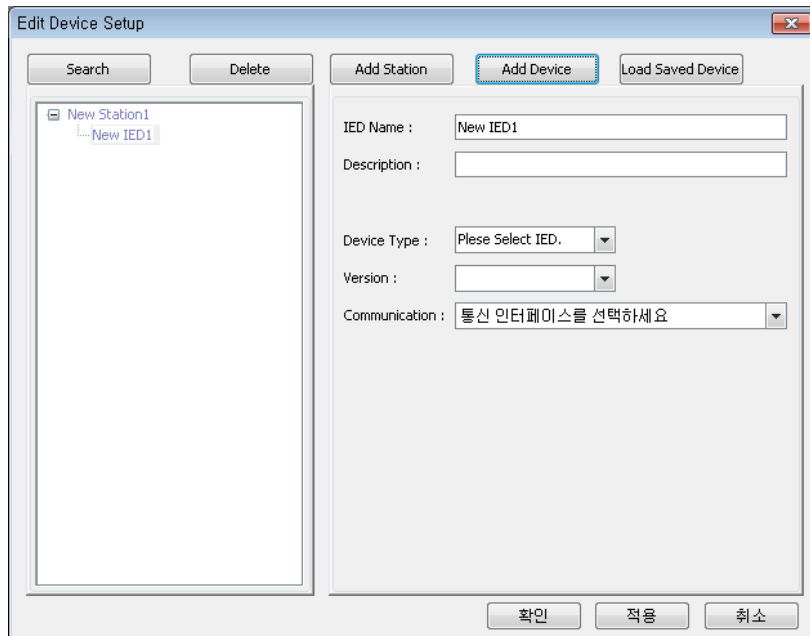 Edit Device Setup
Search
Delete
Add Station
Add Device
Load Saved Device
New Station1
New IED1
IED Name :
New IED1
Description :
Device Type :
Plese Select IED.
Version :
Communication :
통신 인터페이스를 선택하세요
확인
적용
취소